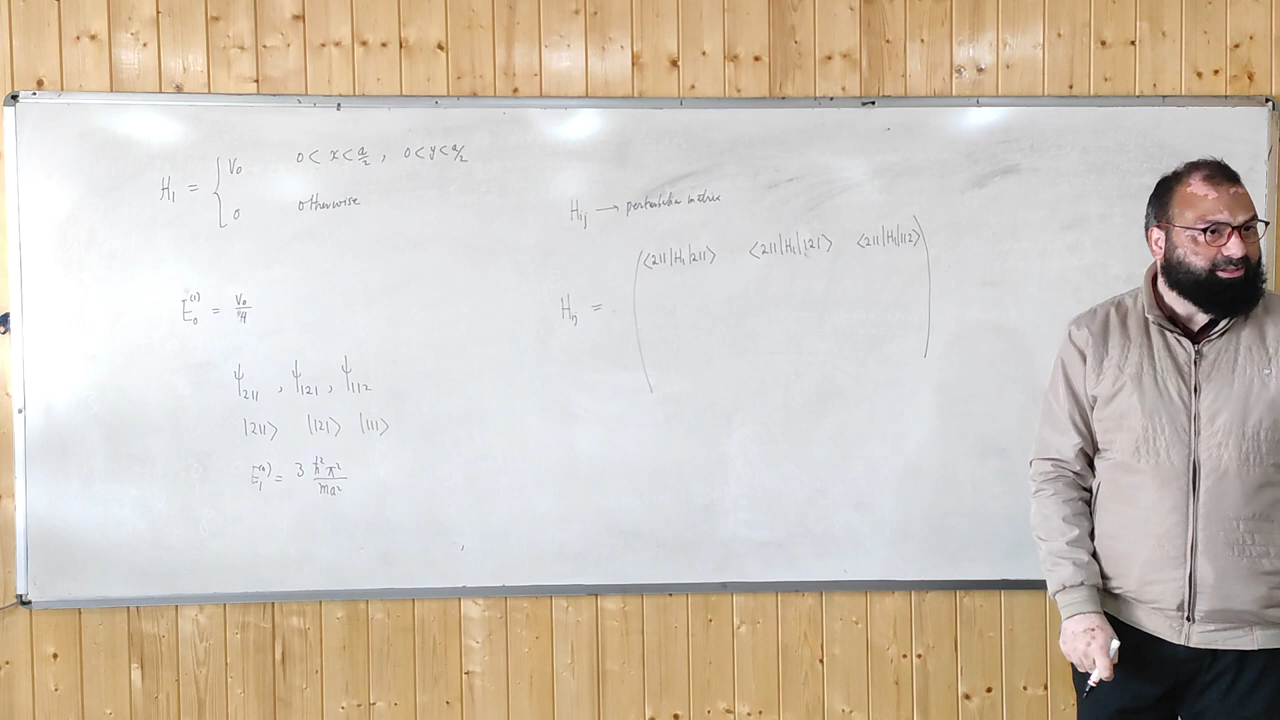 H₁ = { V₀   0 < x < a/2 , 0 < y < a/2
0   otherwise
E₀⁽¹⁾ = V₀/4
ψ₂₁₁ , ψ₁₂₁ , ψ₁₁₂
|211⟩ |121⟩ |111⟩
E₁⁽⁰⁾ = 3 ħ²π²/ma²
Hᵢⱼ → perturbation matrix
Hᵢⱼ = ( ⟨211|H₁|211⟩ ⟨211|H₁|121⟩ ⟨211|H₁|112⟩ )